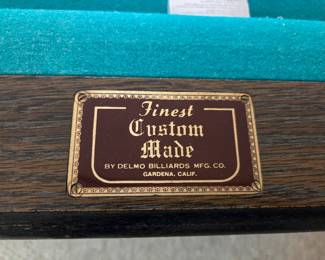 Finest
Custom
Made
BY DELMO BILLIARDS MFG. CO.
GARDENA, CALIF.